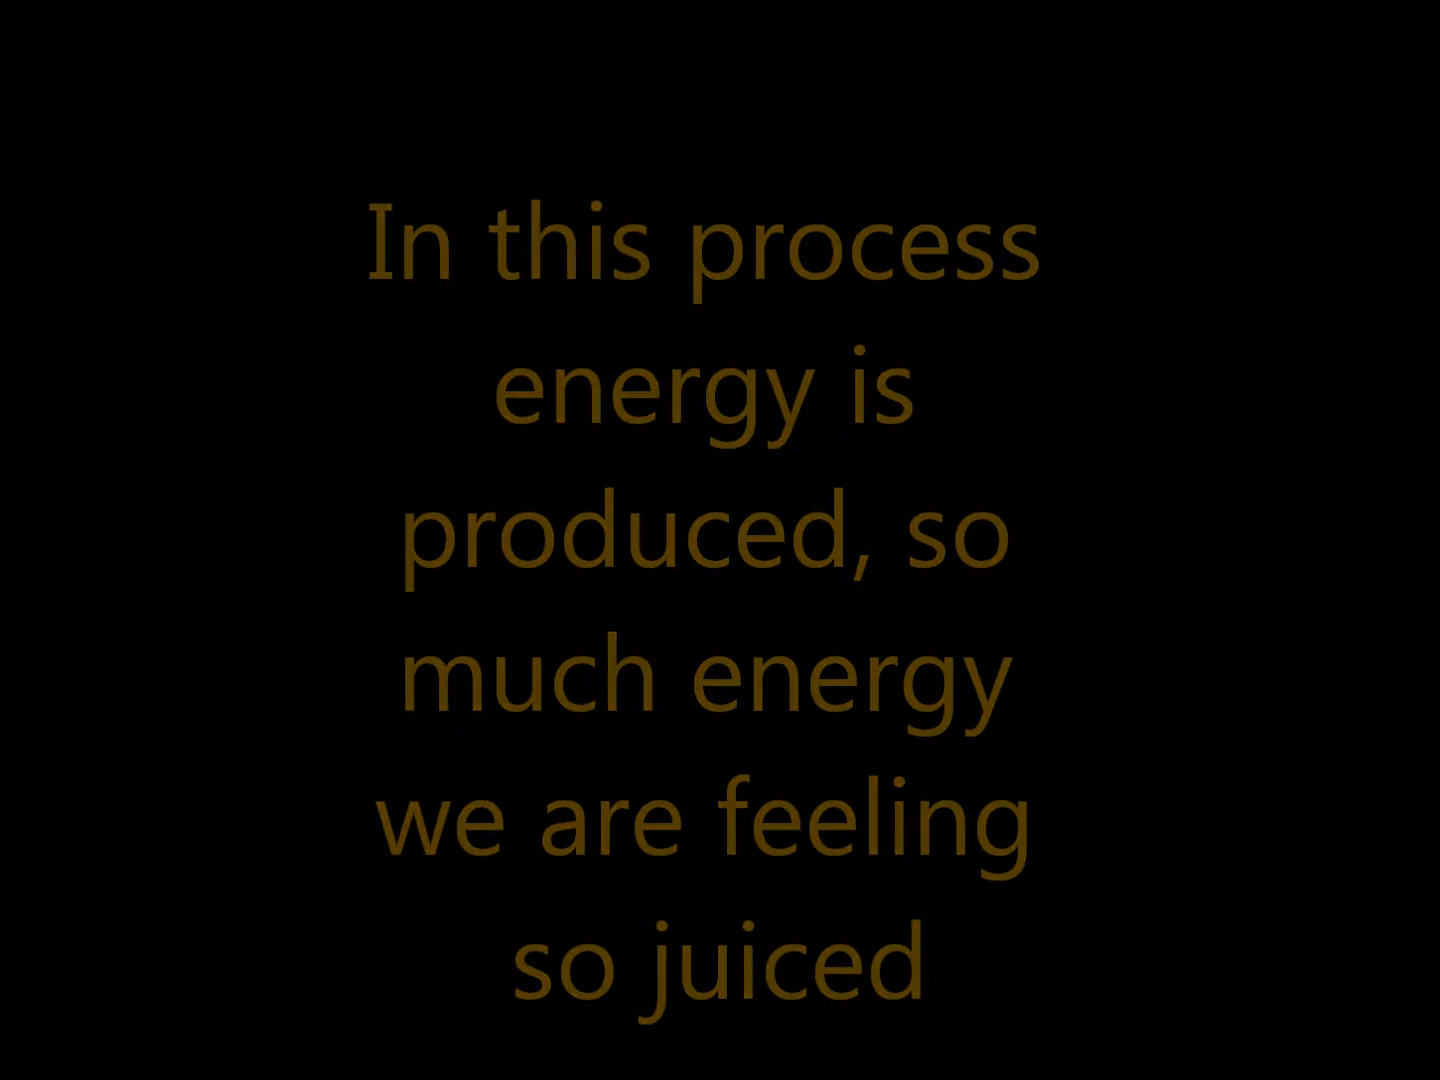 In this process
energy is
produced, so
much energy
we are feeling
so juiced